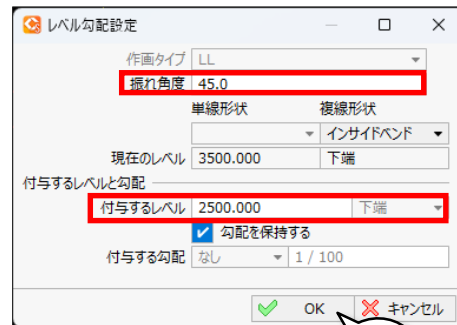 レベル勾配設定
作画タイプ LL
振れ角度 45.0
単線形状 複線形状
インサイドベンド
現在のレベル 3500.000 下端
付与するレベルと勾配
付与するレベル 2500.000 下端
勾配を保持する
付与する勾配 なし 1 / 100
OK キャンセル